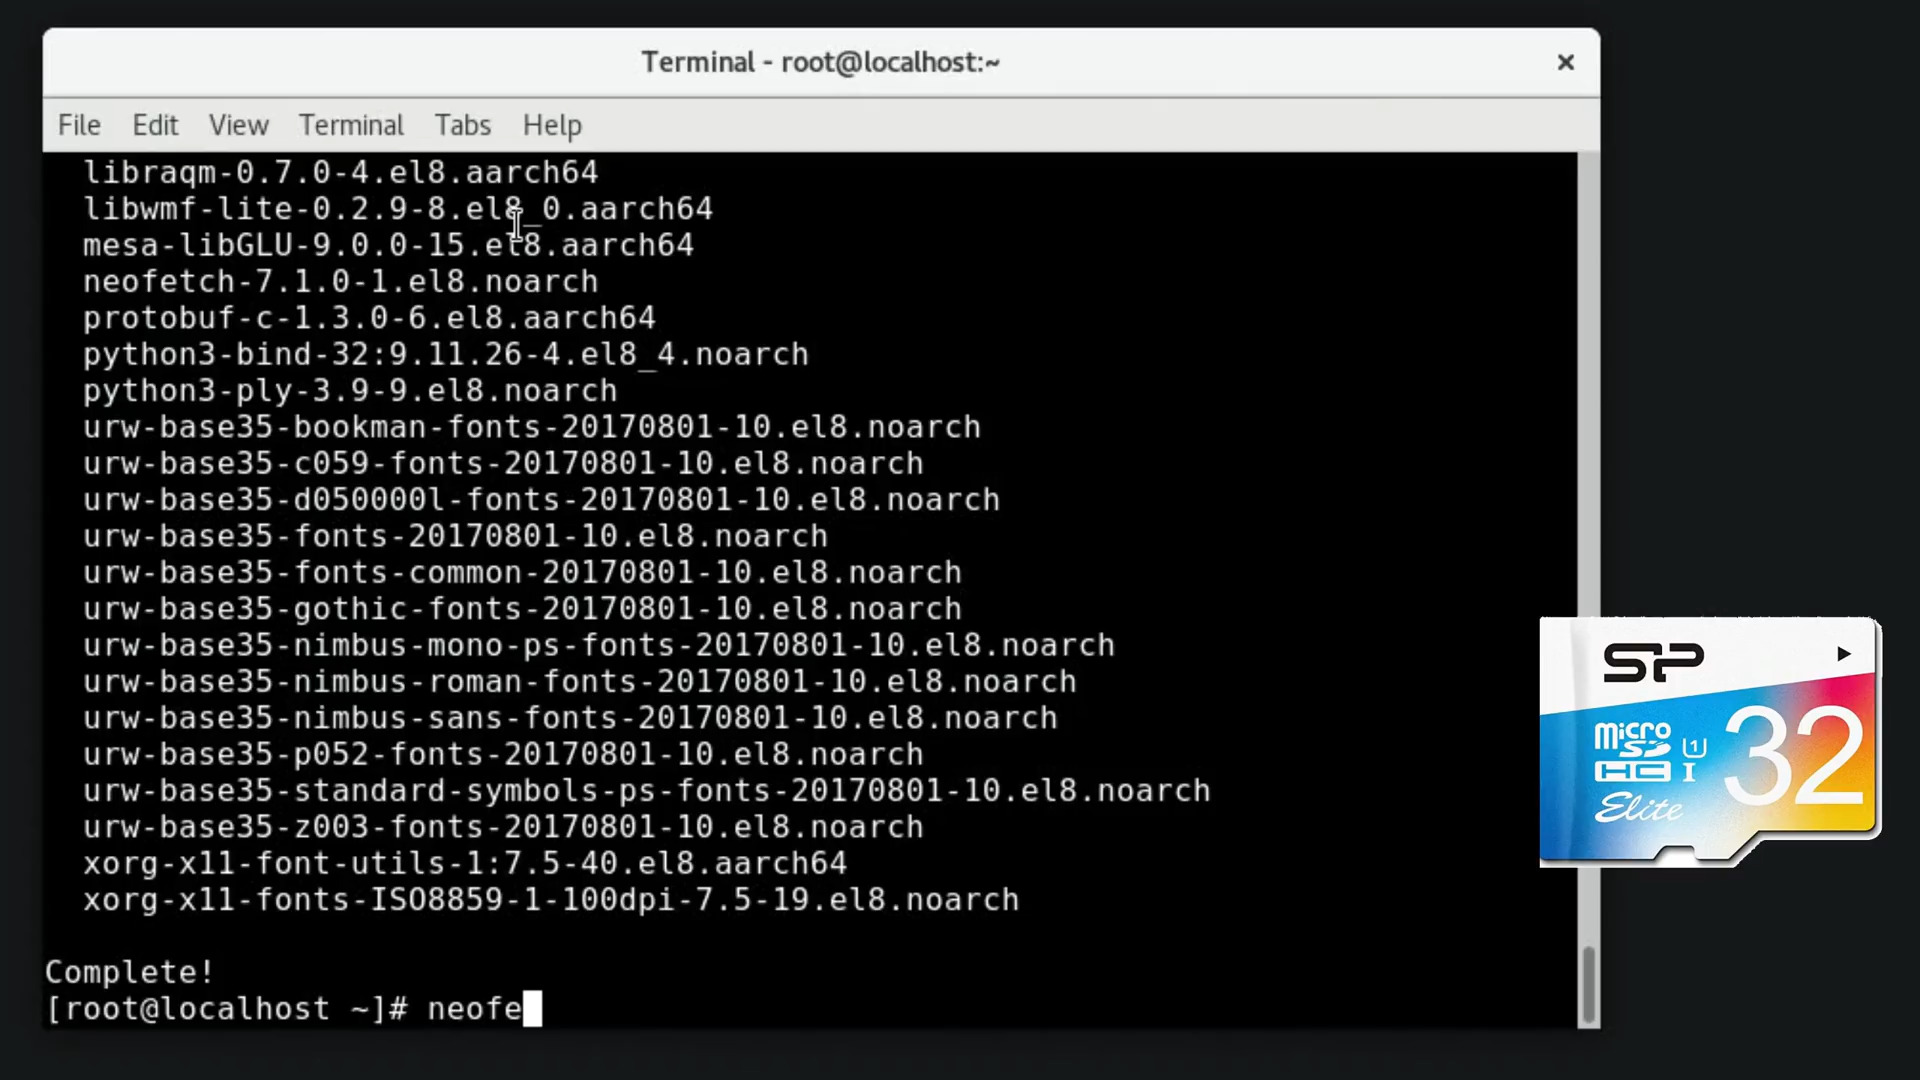 Terminal - root@localhost:~
File Edit View Terminal Tabs Help
libraqm-0.7.0-4.el8.aarch64
libwmf-lite-0.2.9-8.el8_0.aarch64
mesa-libGLU-9.0.0-15.el8.aarch64
neofetch-7.1.0-1.el8.noarch
protobuf-c-1.3.0-6.el8.aarch64
python3-bind-32:9.11.26-4.el8_4.noarch
python3-ply-3.9-9.el8.noarch
urw-base35-bookman-fonts-20170801-10.el8.noarch
urw-base35-c059-fonts-20170801-10.el8.noarch
urw-base35-d050000l-fonts-20170801-10.el8.noarch
urw-base35-fonts-20170801-10.el8.noarch
urw-base35-fonts-common-20170801-10.el8.noarch
urw-base35-gothic-fonts-20170801-10.el8.noarch
urw-base35-nimbus-mono-ps-fonts-20170801-10.el8.noarch
urw-base35-nimbus-roman-fonts-20170801-10.el8.noarch
urw-base35-nimbus-sans-fonts-20170801-10.el8.noarch
urw-base35-p052-fonts-20170801-10.el8.noarch
urw-base35-standard-symbols-ps-fonts-20170801-10.el8.noarch
urw-base35-z003-fonts-20170801-10.el8.noarch
xorg-x11-font-utils-1:7.5-40.el8.aarch64
xorg-x11-fonts-ISO8859-1-100dpi-7.5-19.el8.noarch
Complete!
[root@localhost ~]# neofe
SP
micro SD HC U1 I 32
Elite